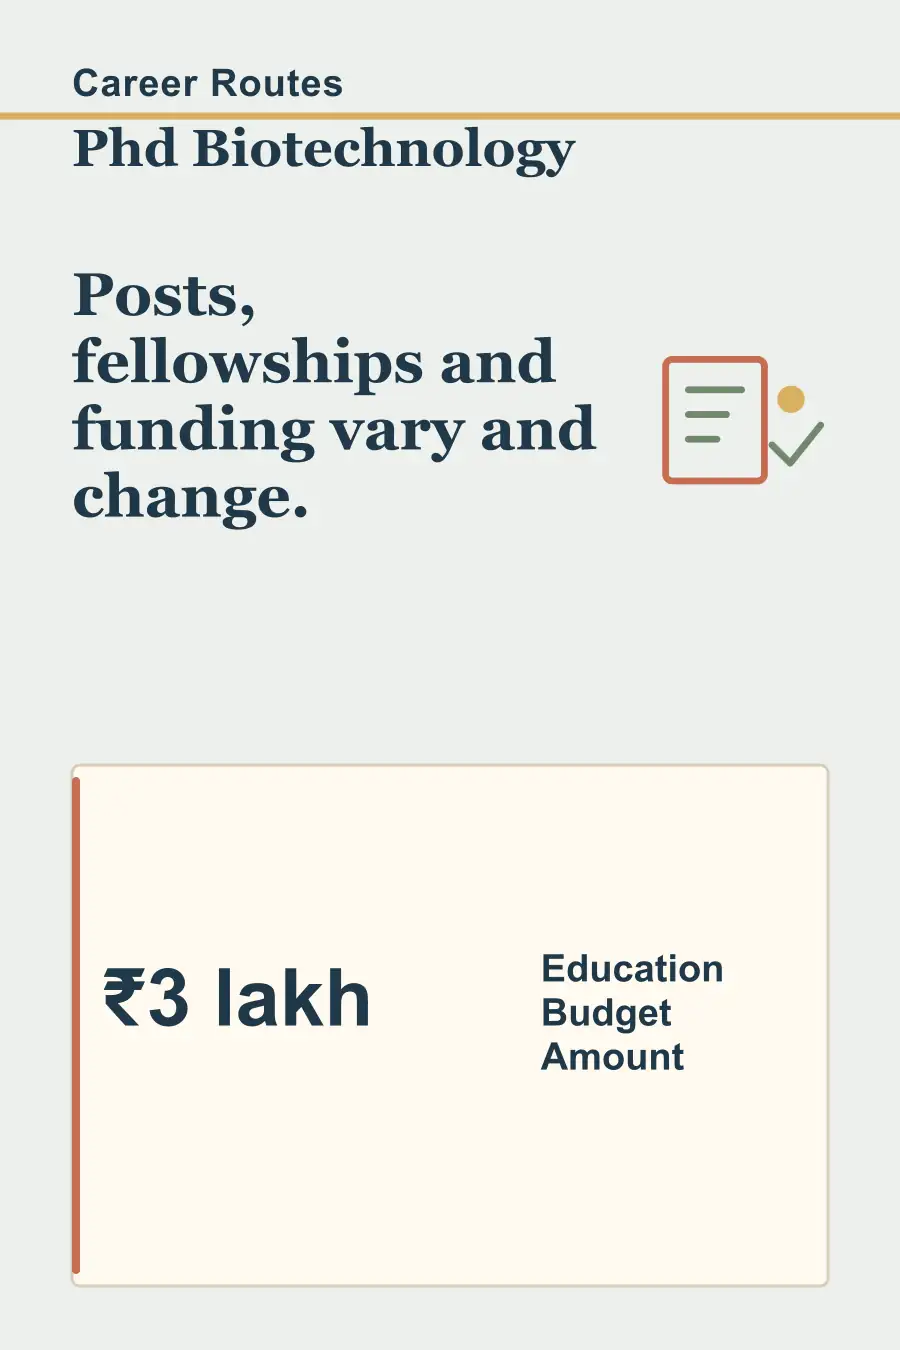 Career Routes
Phd Biotechnology
Posts,
fellowships and
funding vary and
change.
₹3 lakh
Education
Budget
Amount